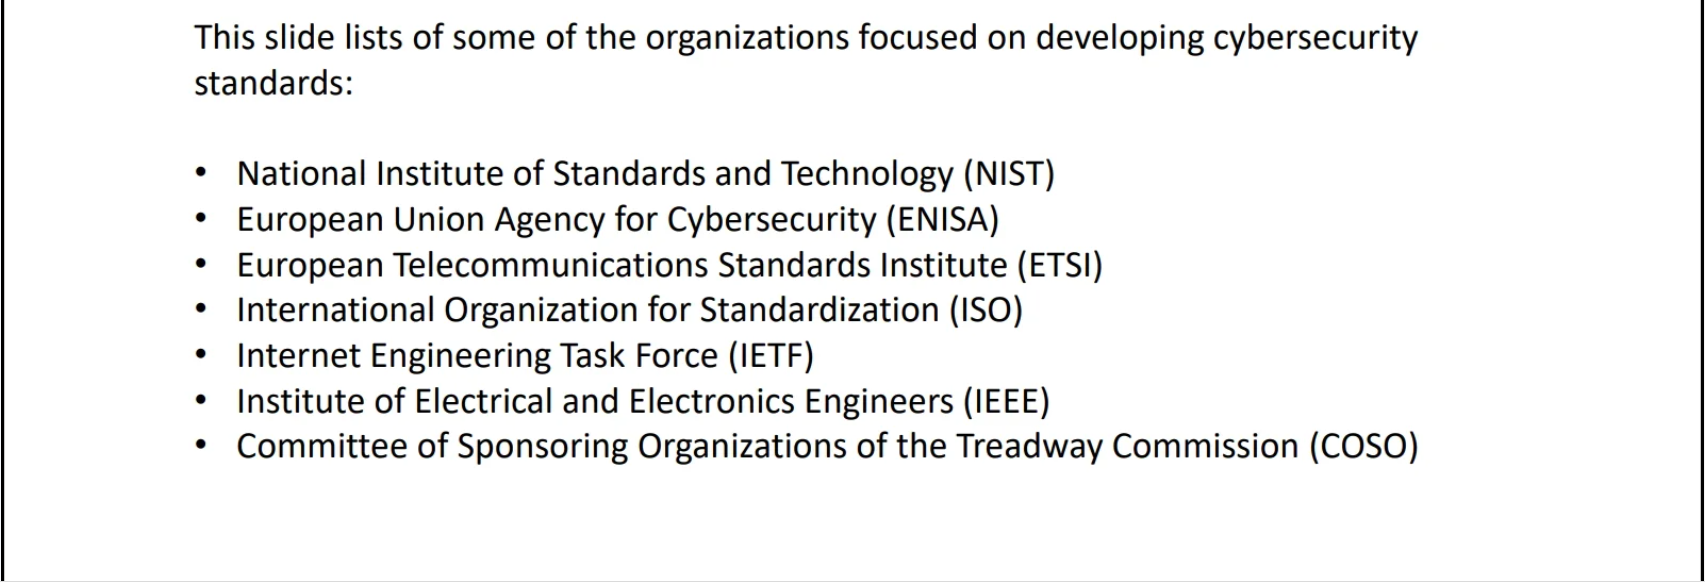 This slide lists of some of the organizations focused on developing cybersecurity
standards:
• National Institute of Standards and Technology (NIST)
• European Union Agency for Cybersecurity (ENISA)
• European Telecommunications Standards Institute (ETSI)
• International Organization for Standardization (ISO)
• Internet Engineering Task Force (IETF)
• Institute of Electrical and Electronics Engineers (IEEE)
• Committee of Sponsoring Organizations of the Treadway Commission (COSO)